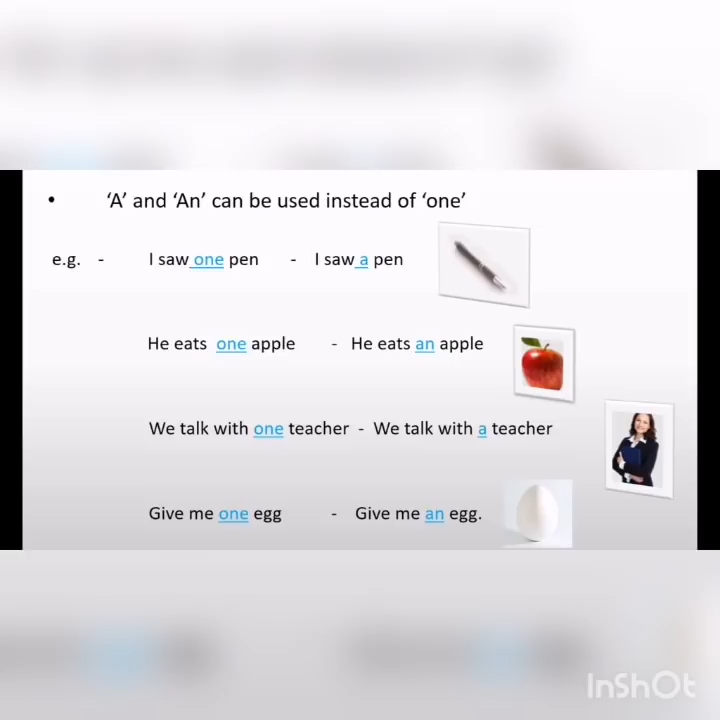 • 'A' and 'An' can be used instead of 'one'
e.g. - I saw one pen - I saw a pen
He eats one apple - He eats an apple
We talk with one teacher - We talk with a teacher
Give me one egg - Give me an egg.
InShOt